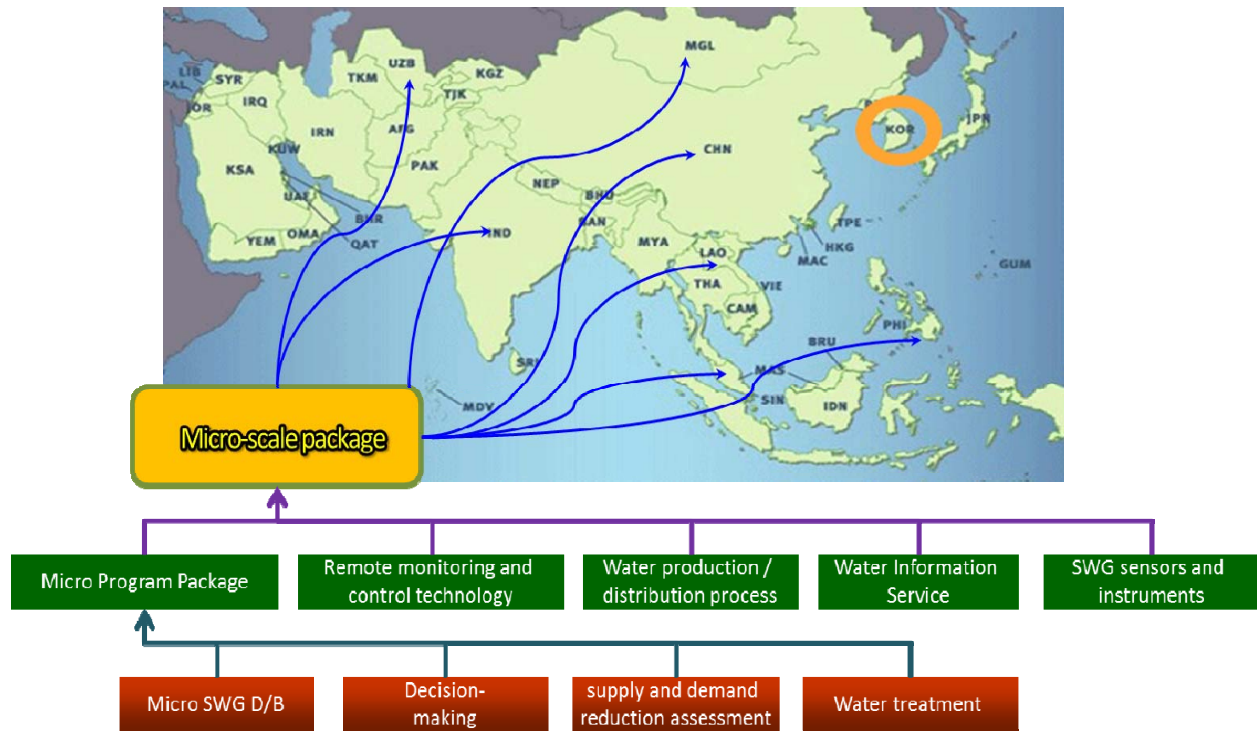 MGL
UZB
KGZ
TKM
TJK
LIB
SYR
PAL
JOR
IRQ
IRN
AFG
KOR
JPN
KUW
PAK
CHN
KSA
UAE
NEP
BHU
BHR
BAN
TPE
YEM
OMA
QAT
IND
MYA
HKG
MAC
LAO
GUM
THA
VIE
CAM
PHI
SRI
BRU
MAS
MDV
SIN
IDN
Micro-scale package
Micro Program Package
Remote monitoring and
control technology
Water production /
distribution process
Water Information
Service
SWG sensors and
instruments
Micro SWG D/B
Decision-
making
supply and demand
reduction assessment
Water treatment